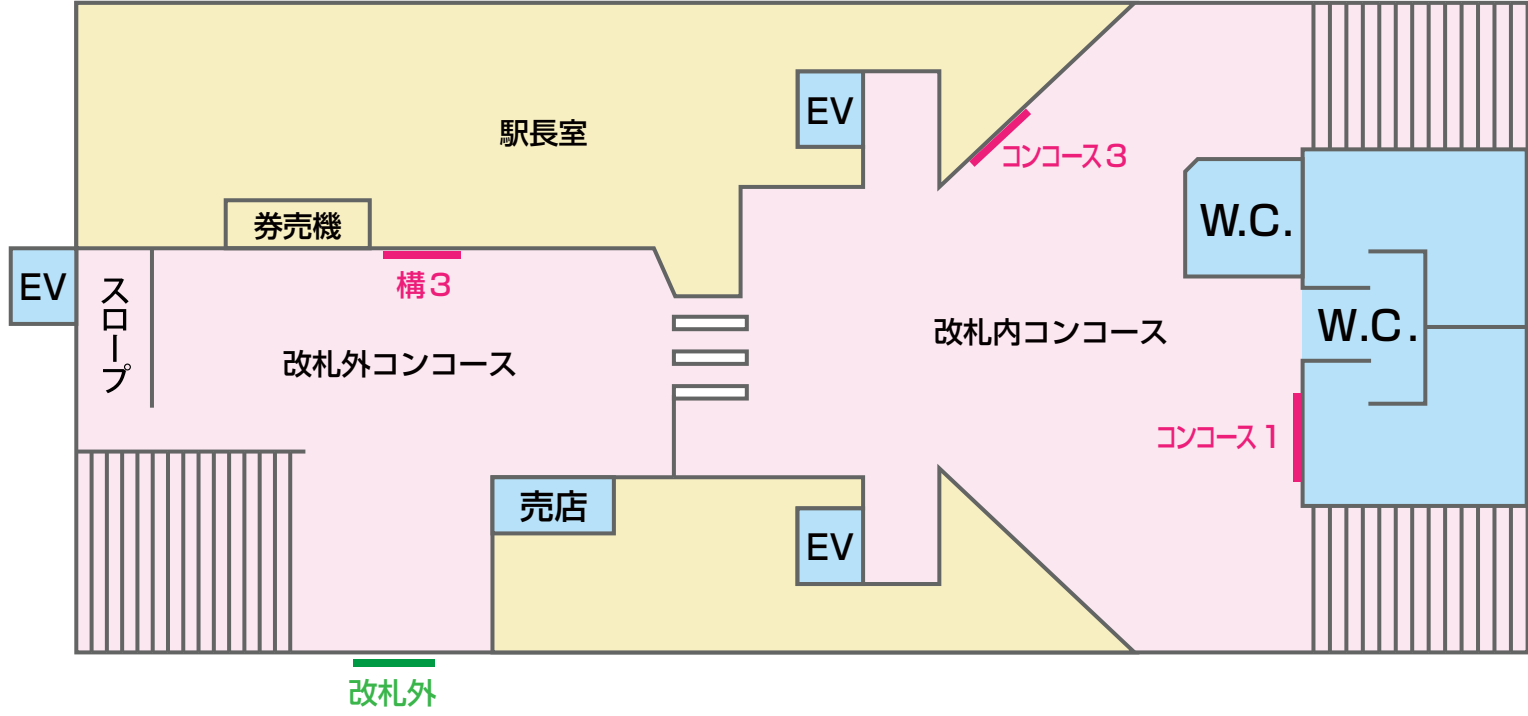 EV
駅長室
コンコース3
券売機
W.C.
EV
スロープ
構3
改札外コンコース
改札内コンコース
W.C.
コンコース1
売店
EV
改札外